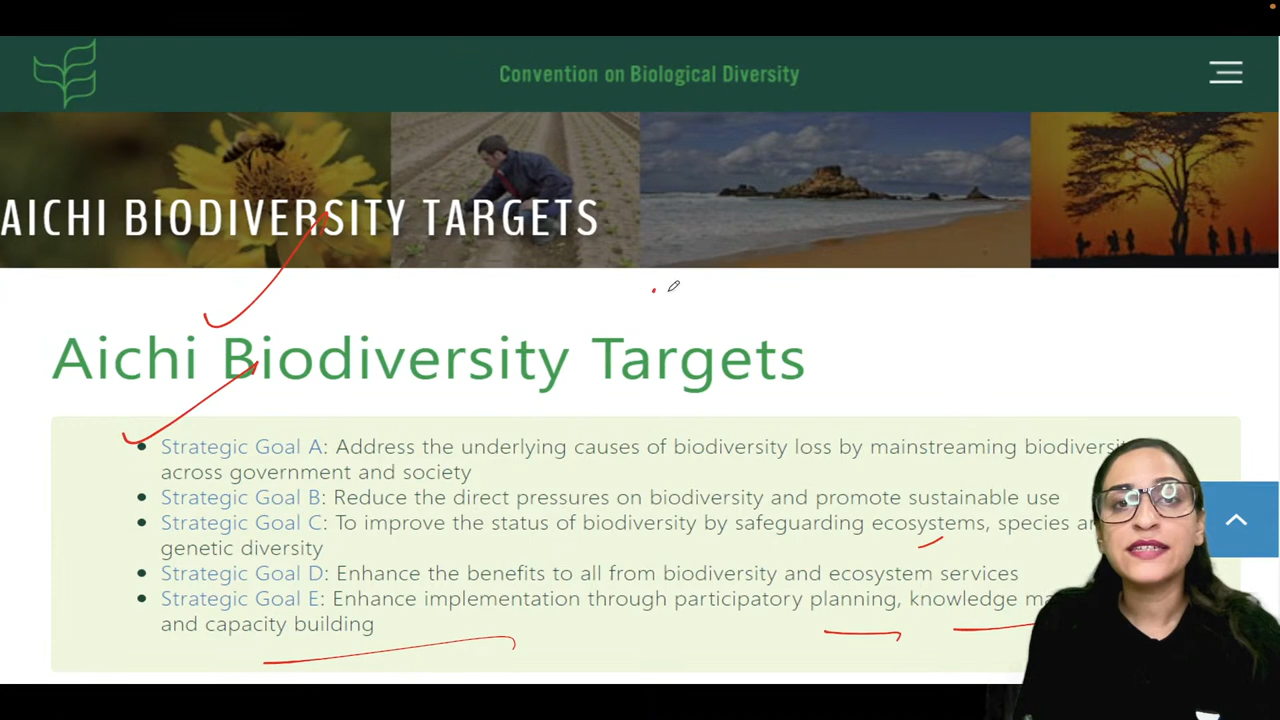 Convention on Biological Diversity
AICHI BIODIVERSITY TARGETS
Aichi Biodiversity Targets
Strategic Goal A: Address the underlying causes of biodiversity loss by mainstreaming
across government and society
Strategic Goal B: Reduce the direct pressures on biodiversity and promote sustainable use
Strategic Goal C: To improve the status of biodiversity by safeguarding ecosystems, species
genetic diversity
Strategic Goal D: Enhance the benefits to all from biodiversity and ecosystem services
Strategic Goal E: Enhance implementation through participatory planning, knowledge
and capacity building